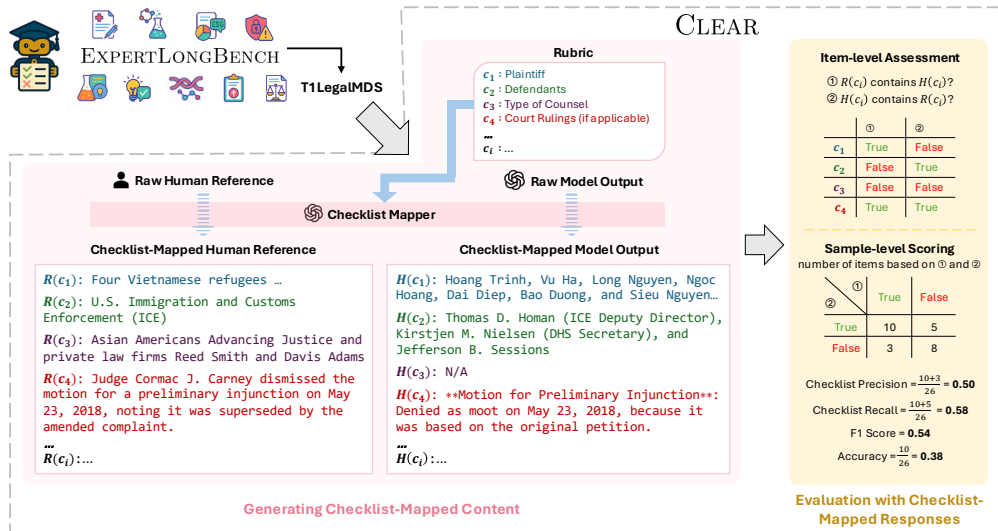 EXPERTLONGBENCH
T1LegalMDS
CLEAR
Rubric
c1 : Plaintiff
c2 : Defendants
c3 : Type of Counsel
c4 : Court Rulings (if applicable)
...
ci : ...
Raw Human Reference
Raw Model Output
Checklist Mapper
Checklist-Mapped Human Reference
R(c1): Four Vietnamese refugees …
R(c2): U.S. Immigration and Customs
Enforcement (ICE)
R(c3): Asian Americans Advancing Justice and
private law firms Reed Smith and Davis Adams
R(c4): Judge Cormac J. Carney dismissed the
motion for a preliminary injunction on May
23, 2018, noting it was superseded by the
amended complaint.
...
R(ci):...
Checklist-Mapped Model Output
H(c1): Hoang Trinh, Vu Ha, Long Nguyen, Ngoc
Hoang, Dai Diep, Bao Duong, and Sieu Nguyen…
H(c2): Thomas D. Homan (ICE Deputy Director),
Kirstjen M. Nielsen (DHS Secretary), and
Jefferson B. Sessions
H(c3): N/A
H(c4): **Motion for Preliminary Injunction**:
Denied as moot on May 23, 2018, because it
was based on the original petition.
...
H(ci):...
Generating Checklist-Mapped Content
Item-level Assessment
① R(ci) contains H(ci)?
② H(ci) contains R(ci)?
① ②
c1 True False
c2 False True
c3 False False
c4 True True
Sample-level Scoring
number of items based on ① and ②
② ① True False
True 10 5
False 3 8
Checklist Precision = 10+3/26 = 0.50
Checklist Recall = 10+5/26 = 0.58
F1 Score = 0.54
Accuracy = 10/26 = 0.38
Evaluation with Checklist-
Mapped Responses